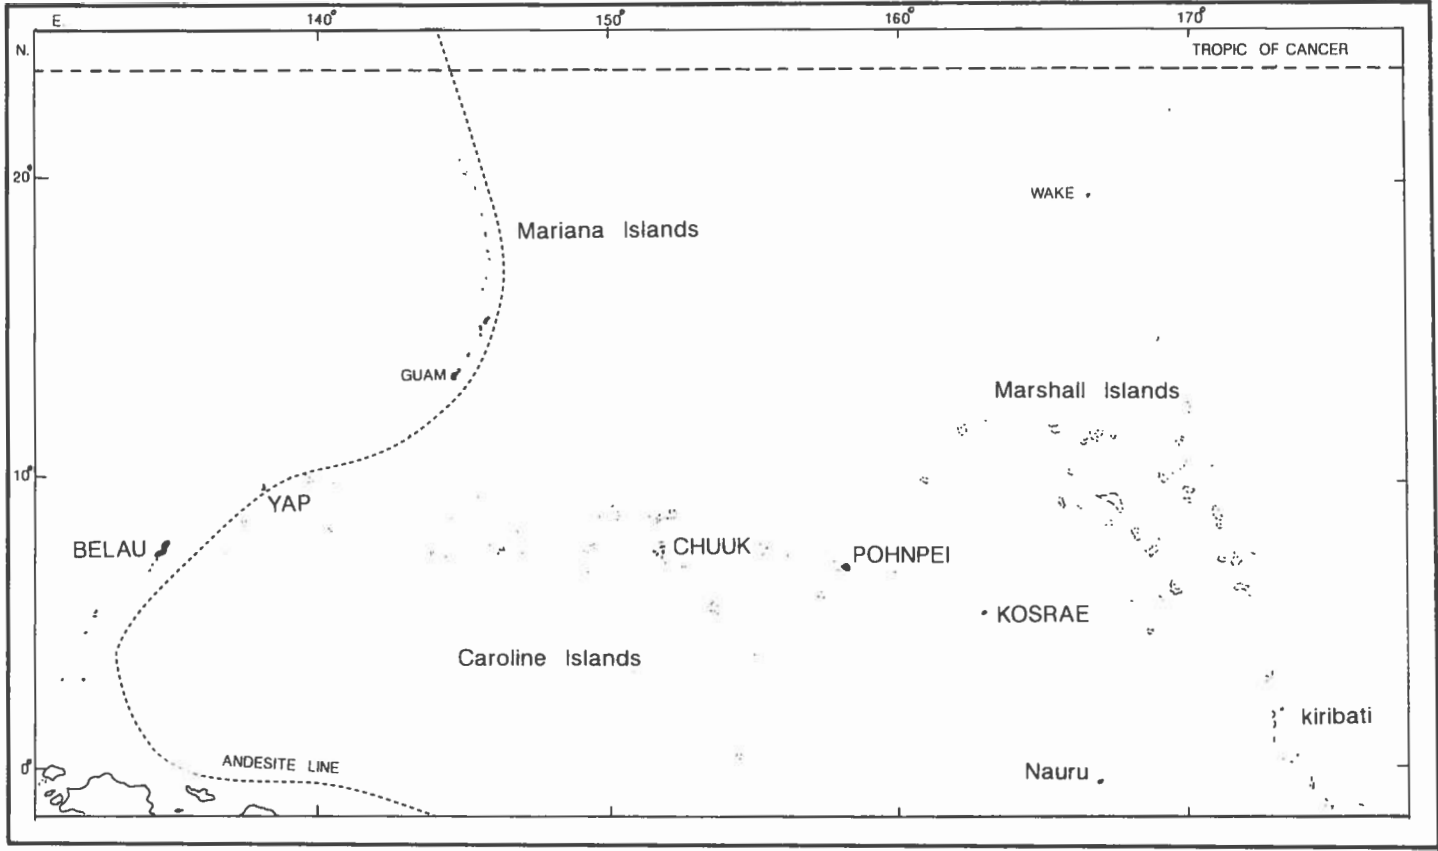 E. 140° 150° 160° 170°
N.
TROPIC OF CANCER
20°
WAKE
Mariana Islands
GUAM
Marshall Islands
10°
YAP
BELAU
CHUUK
POHNPEI
KOSRAE
Caroline Islands
kiribati
ANDESITE LINE
0°
Nauru